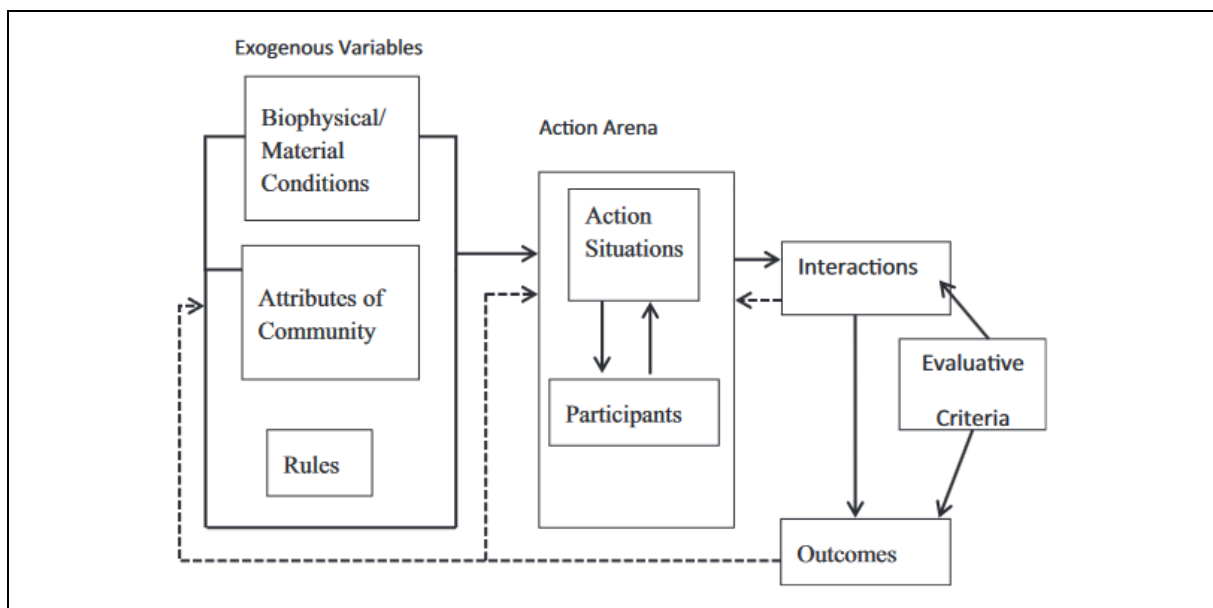 Exogenous Variables
Biophysical/
Material
Conditions
Attributes of
Community
Rules
Action Arena
Action
Situations
Participants
Interactions
Evaluative
Criteria
Outcomes